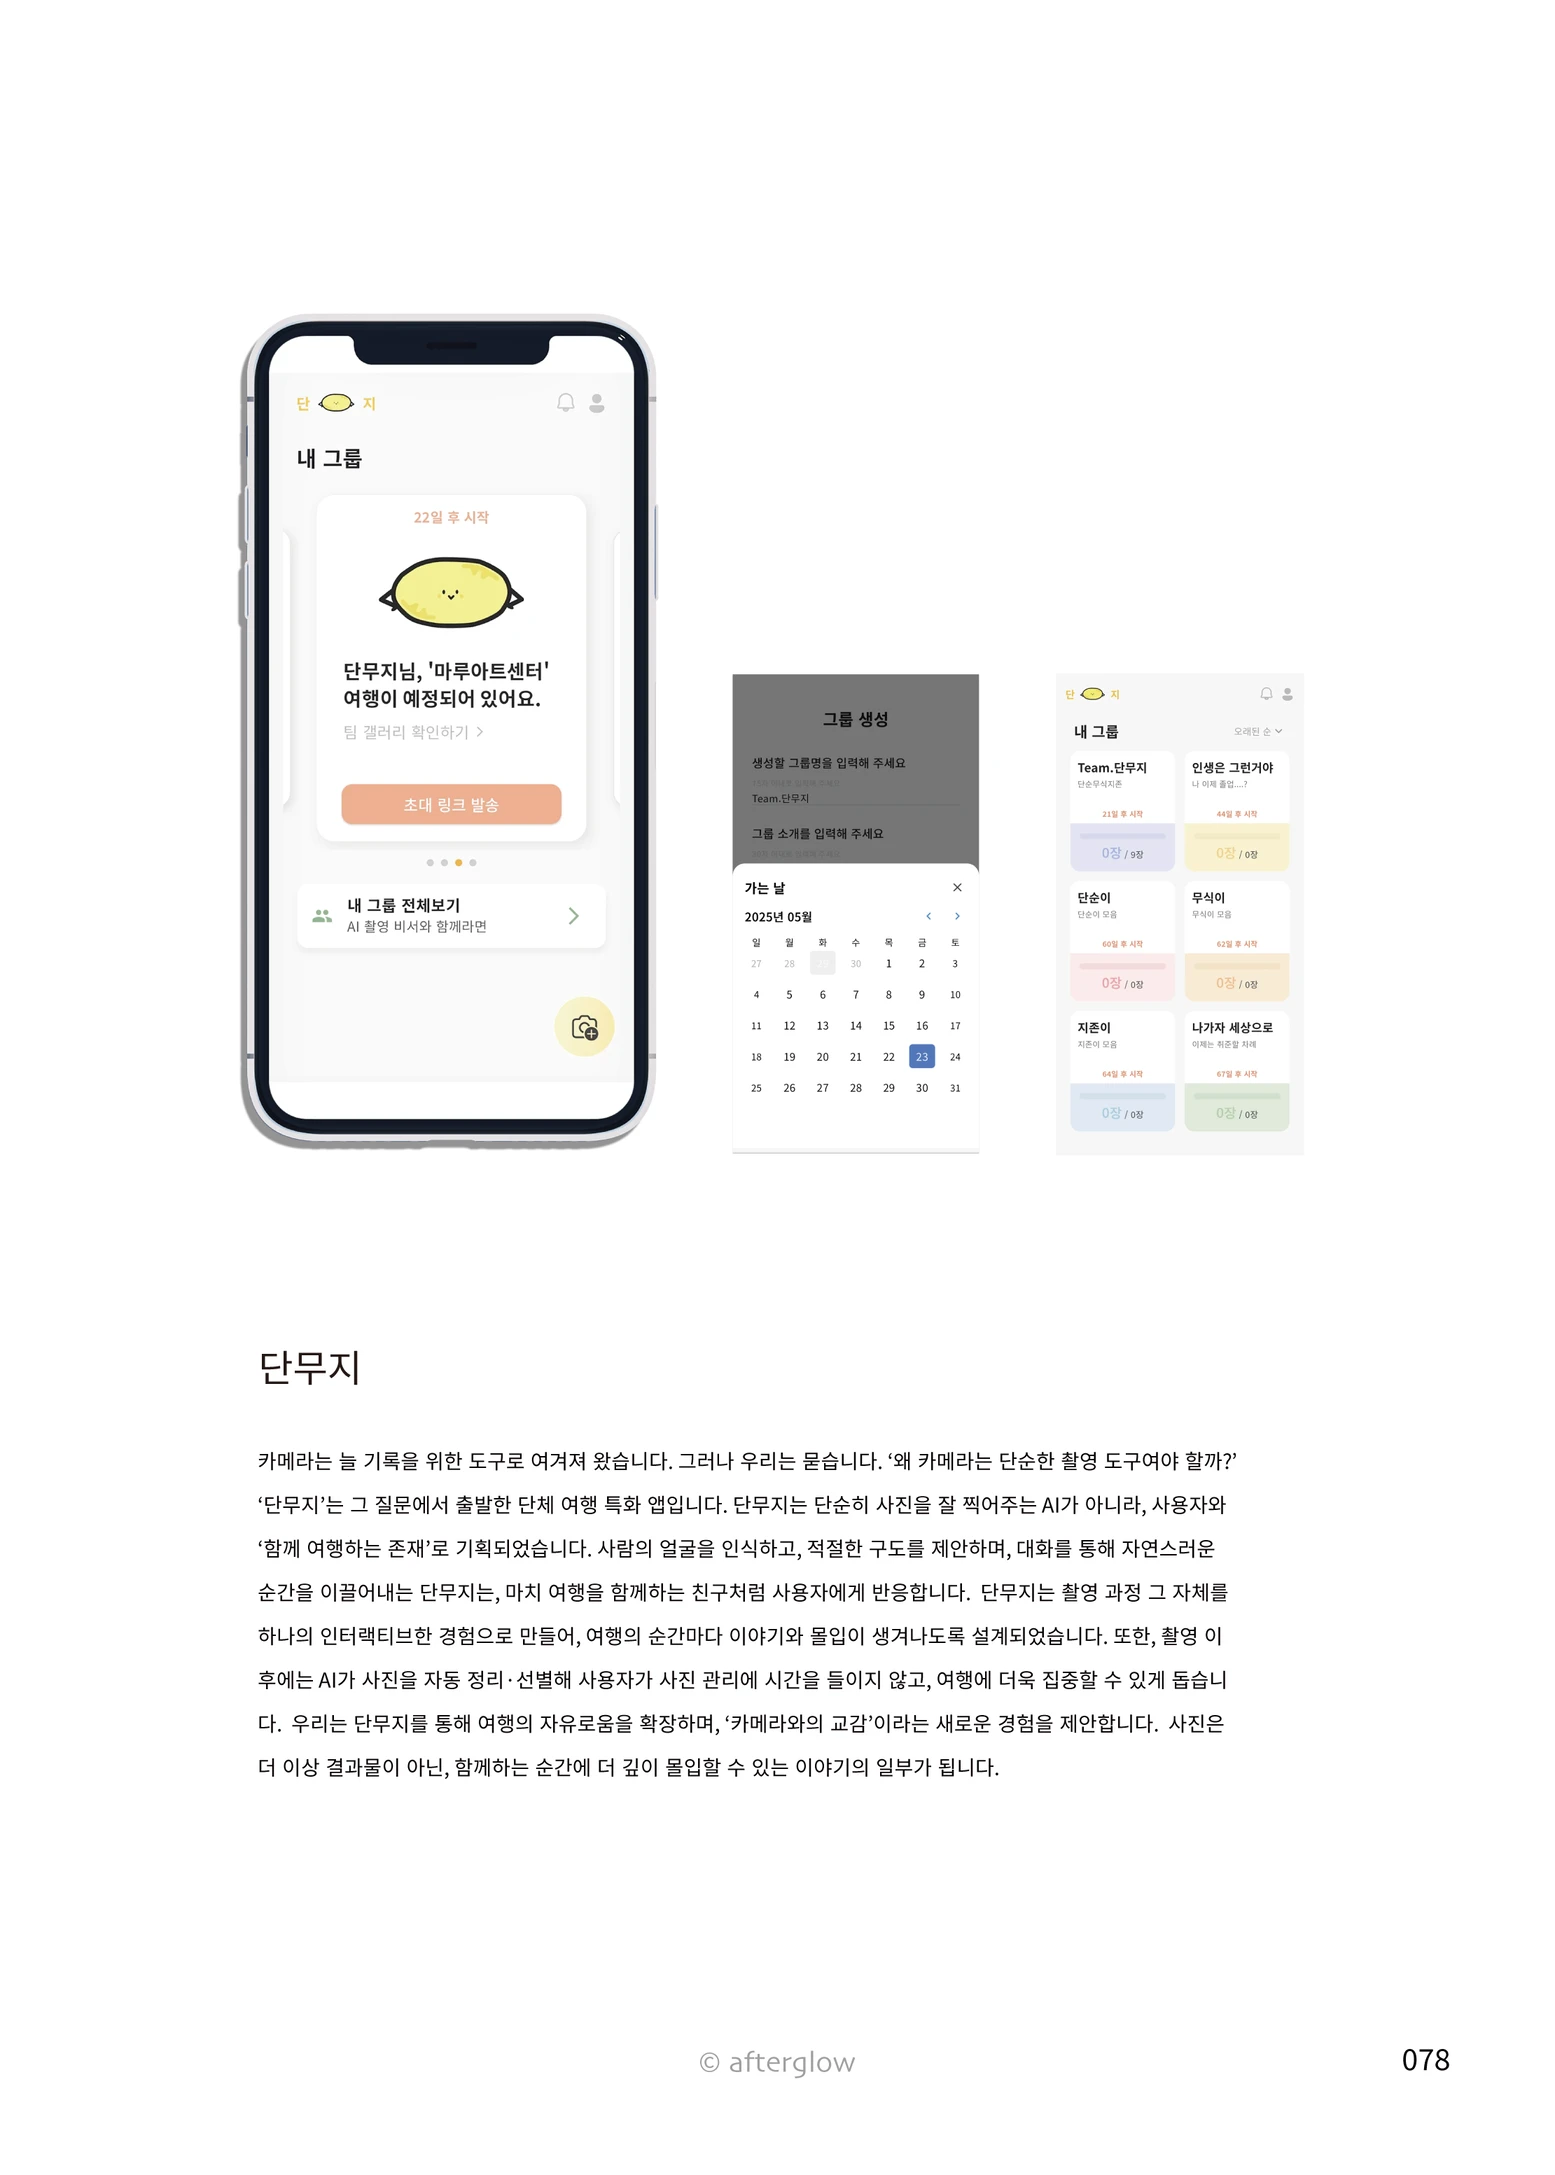 단 지
내 그룹
22일 후 시작
단무지님, '마루아트센터'
여행이 예정되어 있어요.
팀 갤러리 확인하기 >
초대 링크 발송
내 그룹 전체보기
AI 촬영 비서와 함께라면
그룹 생성
생성할 그룹명을 입력해 주세요
Team.단무지
그룹 소개를 입력해 주세요
가는 날
2025년 05월
일 월 화 수 목 금 토
27 28 29 30 1 2 3
4 5 6 7 8 9 10
11 12 13 14 15 16 17
18 19 20 21 22 23 24
25 26 27 28 29 30 31
단 지
내 그룹 오래된 순
Team.단무지
단순무식지존
21일 후 시작
0장 / 9장
인생은 그런거야
나 이제 졸업....?
44일 후 시작
0장 / 0장
단순이
단순이 모음
60일 후 시작
0장 / 0장
무식이
무식이 모음
62일 후 시작
0장 / 0장
지존이
지존이 모음
64일 후 시작
0장 / 0장
나가자 세상으로
이제는 취준할 차례
67일 후 시작
0장 / 0장
단무지
카메라는 늘 기록을 위한 도구로 여겨져 왔습니다. 그러나 우리는 묻습니다. ‘왜 카메라는 단순한 촬영 도구여야 할까?’
‘단무지’는 그 질문에서 출발한 단체 여행 특화 앱입니다. 단무지는 단순히 사진을 잘 찍어주는 AI가 아니라, 사용자와
‘함께 여행하는 존재’로 기획되었습니다. 사람의 얼굴을 인식하고, 적절한 구도를 제안하며, 대화를 통해 자연스러운
순간을 이끌어내는 단무지는, 마치 여행을 함께하는 친구처럼 사용자에게 반응합니다. 단무지는 촬영 과정 그 자체를
하나의 인터랙티브한 경험으로 만들어, 여행의 순간마다 이야기와 몰입이 생겨나도록 설계되었습니다. 또한, 촬영 이
후에는 AI가 사진을 자동 정리·선별해 사용자가 사진 관리에 시간을 들이지 않고, 여행에 더욱 집중할 수 있게 돕습니
다. 우리는 단무지를 통해 여행의 자유로움을 확장하며, ‘카메라와의 교감’이라는 새로운 경험을 제안합니다. 사진은
더 이상 결과물이 아닌, 함께하는 순간에 더 깊이 몰입할 수 있는 이야기의 일부가 됩니다.
© afterglow
078